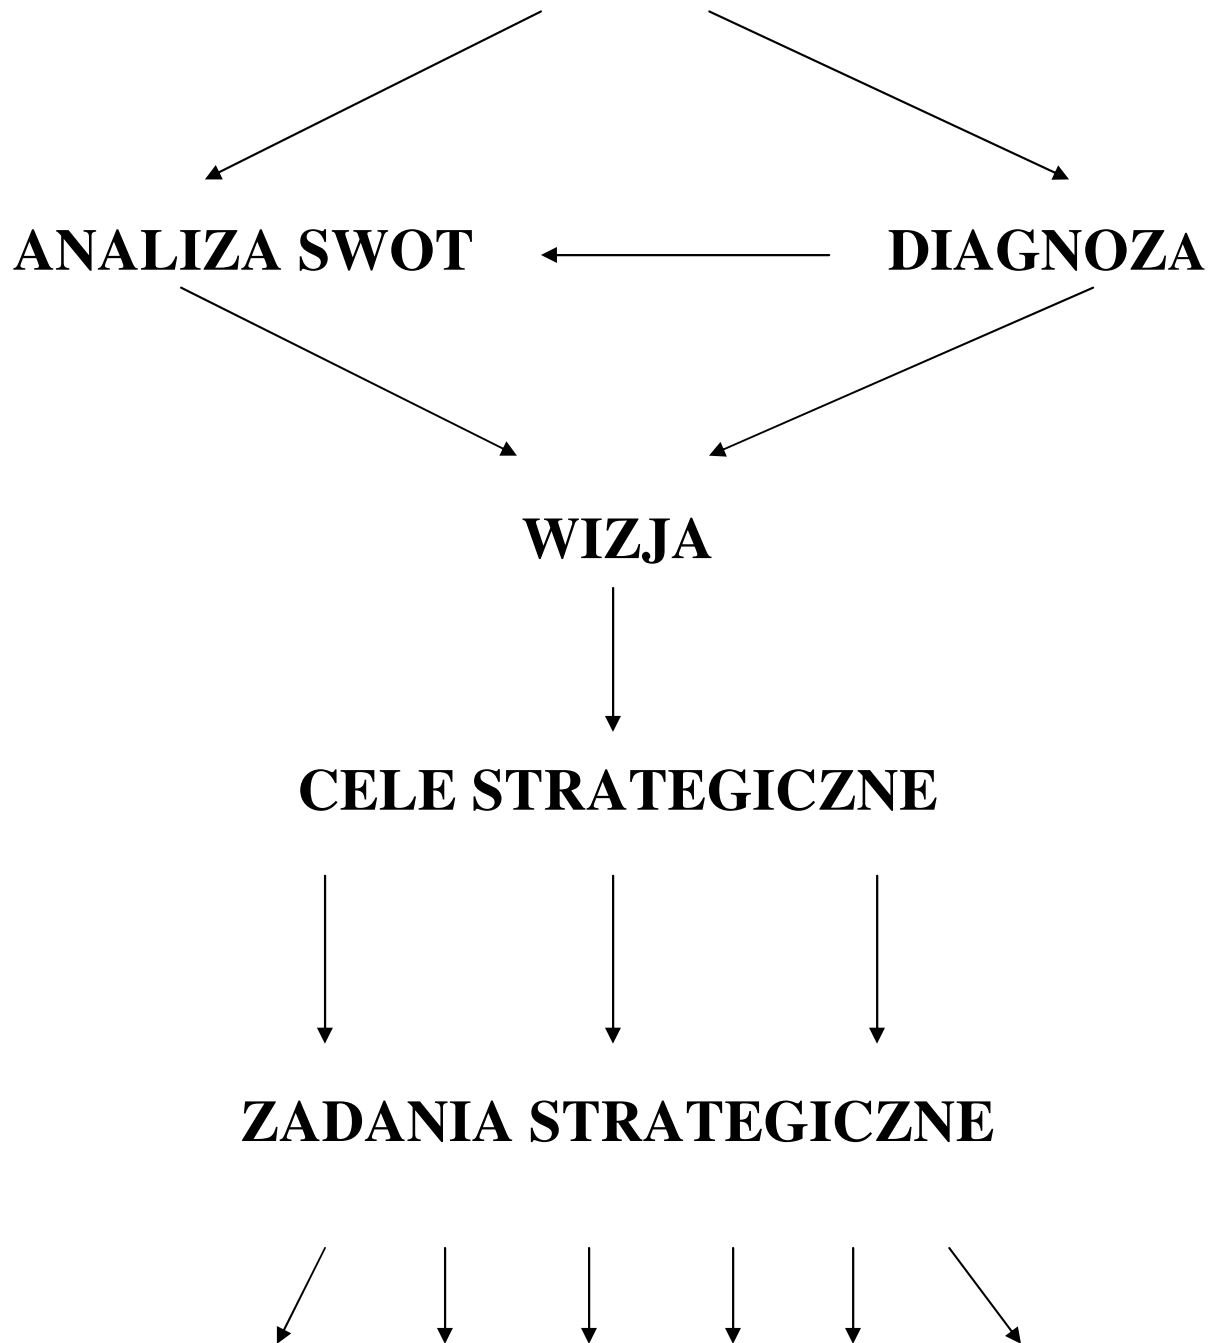 ANALIZA SWOT
DIAGNOZA
WIZJA
CELE STRATEGICZNE
ZADANIA STRATEGICZNE